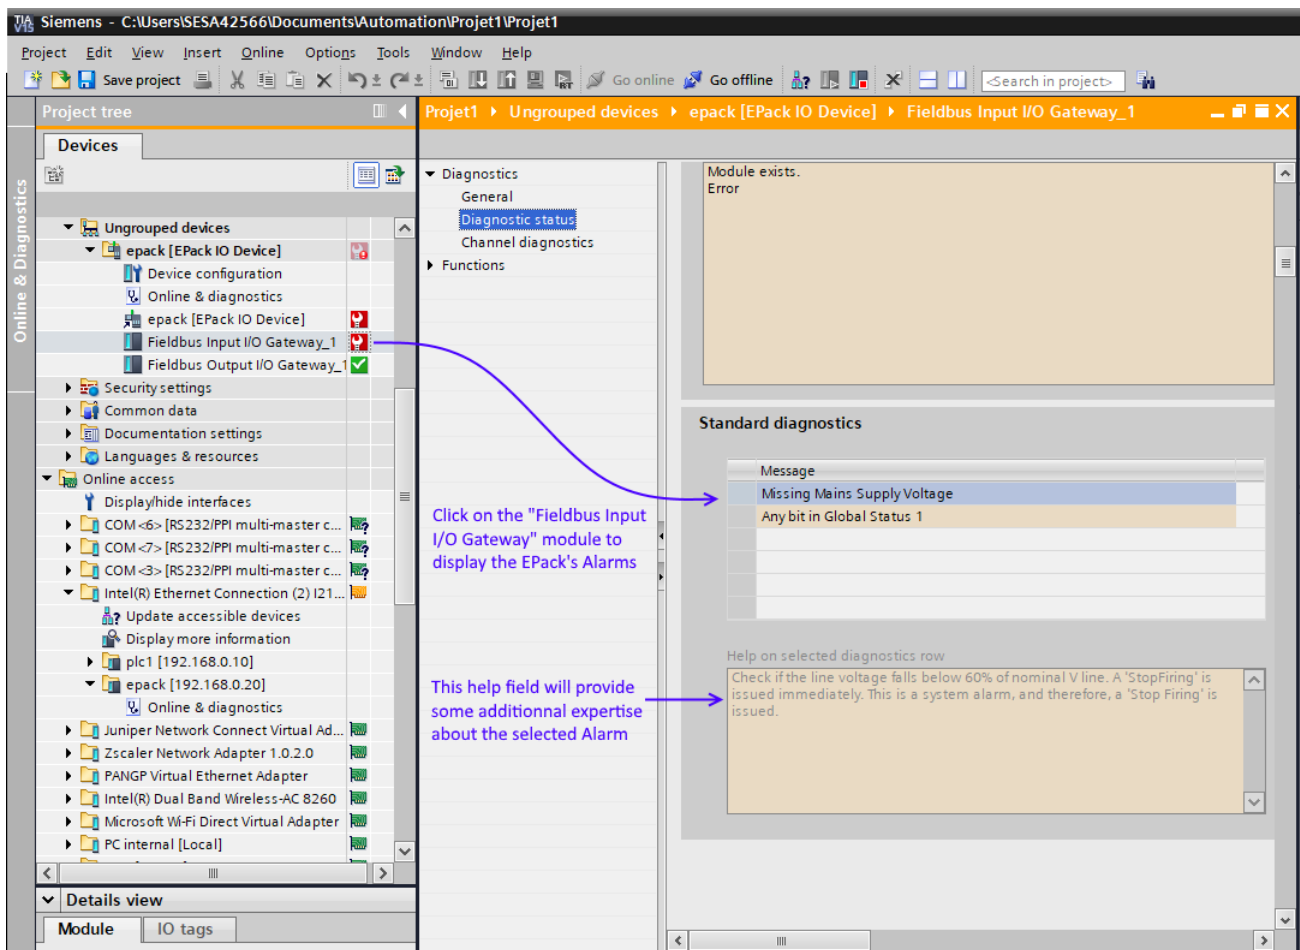 TIA V15
Siemens - C:\Users\SESA42566\Documents\Automation\Projet1\Projet1
Project Edit View Insert Online Options Tools Window Help
Save project Go online Go offline <Search in project>
Project tree
Devices
Online & Diagnostics
Ungrouped devices
epack [EPack IO Device]
Device configuration
Online & diagnostics
epack [EPack IO Device]
Fieldbus Input I/O Gateway_1
Fieldbus Output I/O Gateway_1
Security settings
Common data
Documentation settings
Languages & resources
Online access
Display/hide interfaces
COM <6> [RS232/PPI multi-master c...
COM <7> [RS232/PPI multi-master c...
COM <3> [RS232/PPI multi-master c...
Intel(R) Ethernet Connection (2) I21...
Update accessible devices
Display more information
plc1 [192.168.0.10]
epack [192.168.0.20]
Online & diagnostics
Juniper Network Connect Virtual Ad...
Zscaler Network Adapter 1.0.2.0
PANGP Virtual Ethernet Adapter
Intel(R) Dual Band Wireless-AC 8260
Microsoft Wi-Fi Direct Virtual Adapter
PC internal [Local]
Details view
Module IO tags
Projet1 Ungrouped devices epack [EPack IO Device] Fieldbus Input I/O Gateway_1
Diagnostics
General
Diagnostic status
Channel diagnostics
Functions
Click on the "Fieldbus Input
I/O Gateway" module to
display the EPack's Alarms
This help field will provide
some additionnal expertise
about the selected Alarm
Module exists.
Error
Standard diagnostics
Message
Missing Mains Supply Voltage
Any bit in Global Status 1
Help on selected diagnostics row
Check if the line voltage falls below 60% of nominal V line. A 'StopFiring' is
issued immediately. This is a system alarm, and therefore, a 'Stop Firing' is
issued.